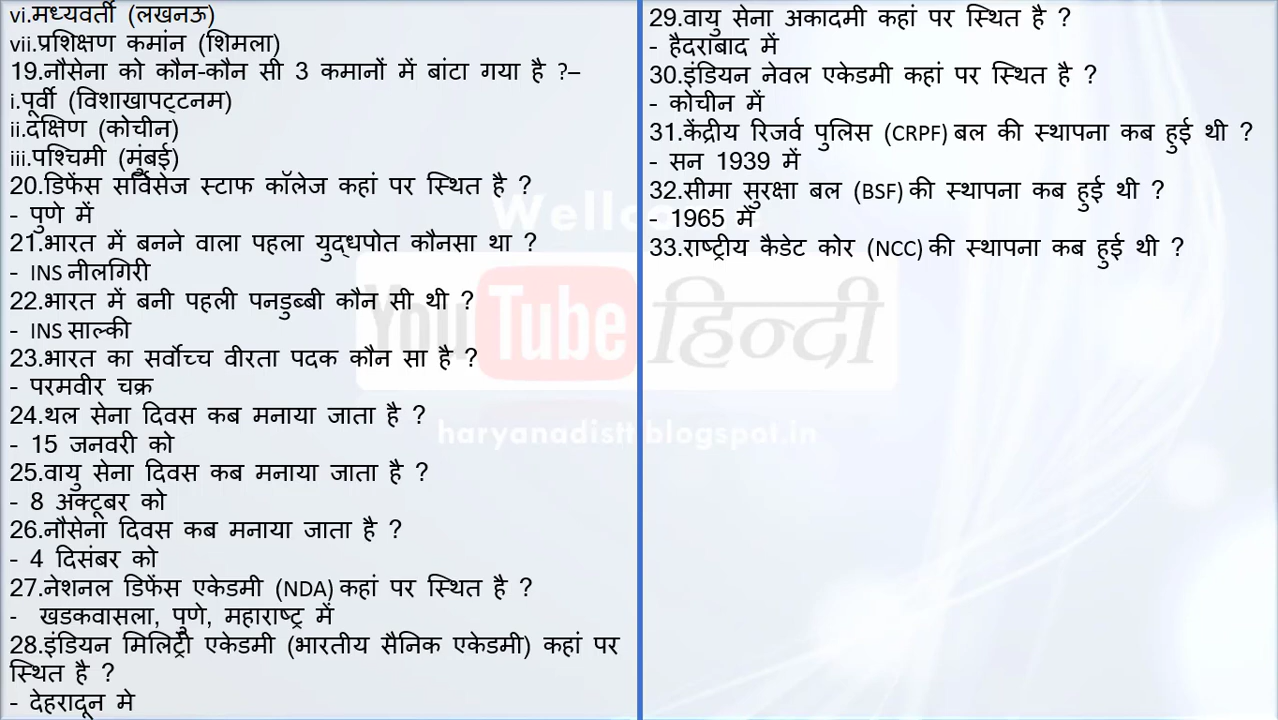 vi.मध्यवर्ती (लखनऊ)
vii.प्रशिक्षण कमांन (शिमला)
19.नौसेना को कौन-कौन सी 3 कमानों में बांटा गया है ?–
i.पूर्वी (विशाखापट्टनम)
ii.दक्षिण (कोचीन)
iii.पश्चिमी (मुंबई)
20.डिफेंस सर्विसेज स्टाफ कॉलेज कहां पर स्थित है ?
- पुणे में
21.भारत में बनने वाला पहला युद्धपोत कौनसा था ?
- INS नीलगिरी
22.भारत में बनी पहली पनडुब्बी कौन सी थी ?
- INS साल्की
23.भारत का सर्वोच्च वीरता पदक कौन सा है ?
- परमवीर चक्र
24.थल सेना दिवस कब मनाया जाता है ?
- 15 जनवरी को
25.वायु सेना दिवस कब मनाया जाता है ?
- 8 अक्टूबर को
26.नौसेना दिवस कब मनाया जाता है ?
- 4 दिसंबर को
27.नेशनल डिफेंस एकेडमी (NDA) कहां पर स्थित है ?
- खडकवासला, पुणे, महाराष्ट्र में
28.इंडियन मिलिट्री एकेडमी (भारतीय सैनिक एकेडमी) कहां पर
स्थित है ?
- देहरादून मे
29.वायु सेना अकादमी कहां पर स्थित है ?
- हैदराबाद में
30.इंडियन नेवल एकेडमी कहां पर स्थित है ?
- कोचीन में
31.केंद्रीय रिजर्व पुलिस (CRPF) बल की स्थापना कब हुई थी ?
- सन 1939 में
32.सीमा सुरक्षा बल (BSF) की स्थापना कब हुई थी ?
- 1965 में
33.राष्ट्रीय कैडेट कोर (NCC) की स्थापना कब हुई थी ?
YouTube हिन्दी